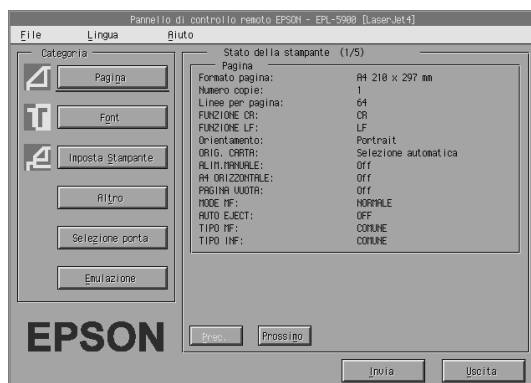 Pannello di controllo remoto EPSON - EPL-5900 [LaserJet4]
File Lingua Aiuto
Categoria
Pagina
Font
Imposta Stampante
Altro
Selezione porta
Emulazione
EPSON
Stato della stampante (1/5)
Pagina
Formato pagina: A4 210 x 297 mm
Numero copie: 1
Linee per pagina: 64
FUNZIONE CR: CR
FUNZIONE LF: LF
Orientamento: Portrait
ORIG. CARTA: Selezione automatica
ALIM.MANUALE: Off
A4 ORIZZONTALE: Off
PAGINA VUOTA: Off
MODE MF: NORMALE
AUTO EJECT: OFF
TIPO MF: COMUNE
TIPO INF: COMUNE
Prec. Prossimo
Invia Uscita